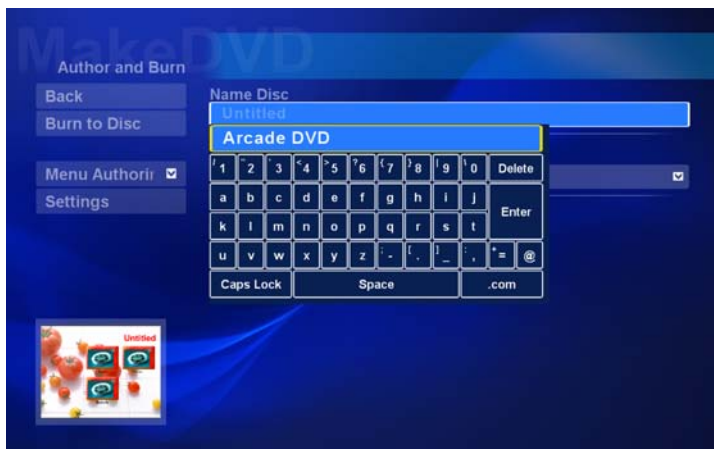 MakeDVD
Author and Burn
Back
Burn to Disc
Menu Authorin
Settings
Name Disc
Untitled
Arcade DVD
1 2 3 4 5 6 7 8 9 0 Delete
a b c d e f g h i j
Enter
k l m n o p q r s t
u v w x y z - . _ , = @
Caps Lock Space .com
Untitled